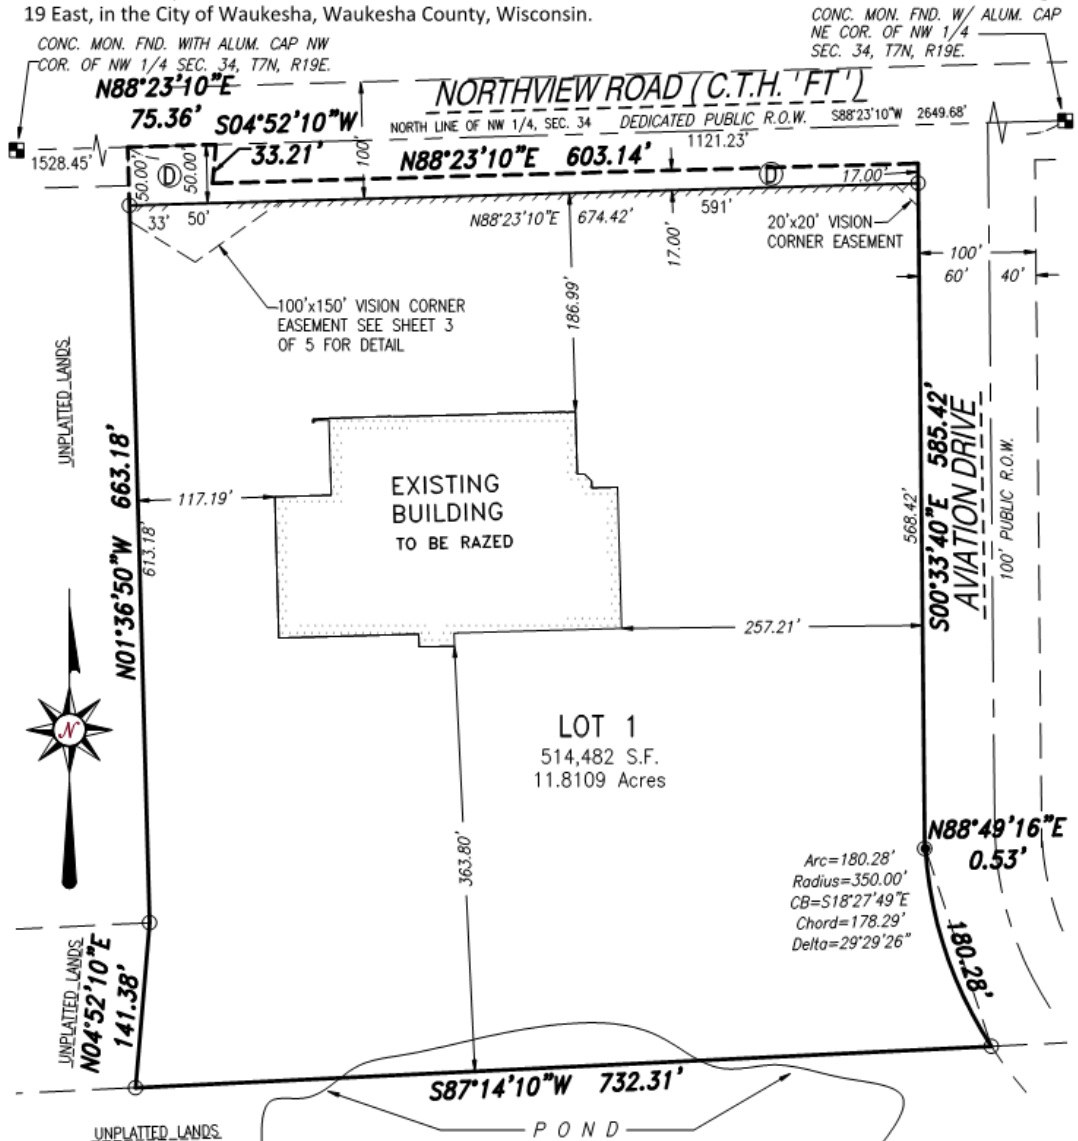 19 East, in the City of Waukesha, Waukesha County, Wisconsin.
CONC. MON. FND. WITH ALUM. CAP NW
COR. OF NW 1/4 SEC. 34, T7N, R19E.
CONC. MON. FND. W/ ALUM. CAP
NE COR. OF NW 1/4
SEC. 34, T7N, R19E.
N88°23'10"E
75.36'
S04°52'10"W
33.21'
NORTHVIEW ROAD (C.T.H. 'FT')
NORTH LINE OF NW 1/4, SEC. 34
DEDICATED PUBLIC R.O.W.
S88°23'10"W 2649.68'
1528.45'
1121.23'
100'
N88°23'10"E 603.14'
50.00'
50.00'
D
D
17.00'
33'
50'
N88°23'10"E 674.42'
591'
17.00'
20'x20' VISION
CORNER EASEMENT
100'
60'
40'
100'x150' VISION CORNER
EASEMENT SEE SHEET 3
OF 5 FOR DETAIL
186.99'
UNPLATTED LANDS
N01°36'50"W 663.18'
613.18'
117.19'
EXISTING
BUILDING
TO BE RAZED
568.42'
S00°33'40"E 585.42'
AVIATION DRIVE
100' PUBLIC R.O.W.
257.21'
N
LOT 1
514,482 S.F.
11.8109 Acres
363.80'
N88°49'16"E
0.53'
Arc=180.28'
Radius=350.00'
CB=S18°27'49"E
Chord=178.29'
Delta=29°29'26"
180.28'
UNPLATTED LANDS
N04°52'10"E
141.38'
S87°14'10"W 732.31'
POND
UNPLATTED LANDS